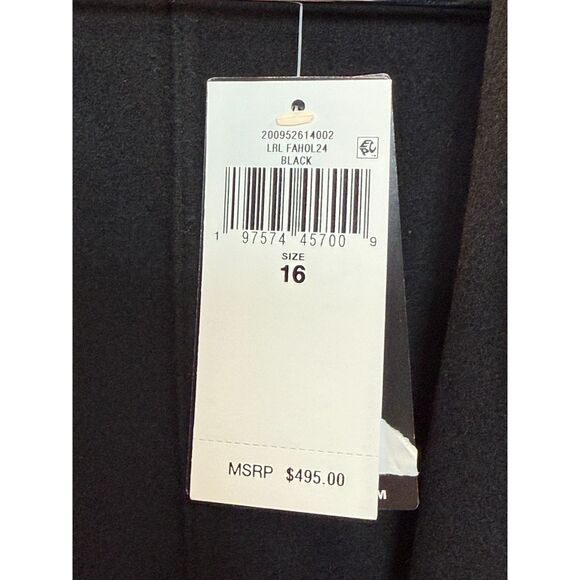 200952614002
LRL FAHOL24
BLACK
1 97574 45700 9
SIZE
16
MSRP $495.00
M